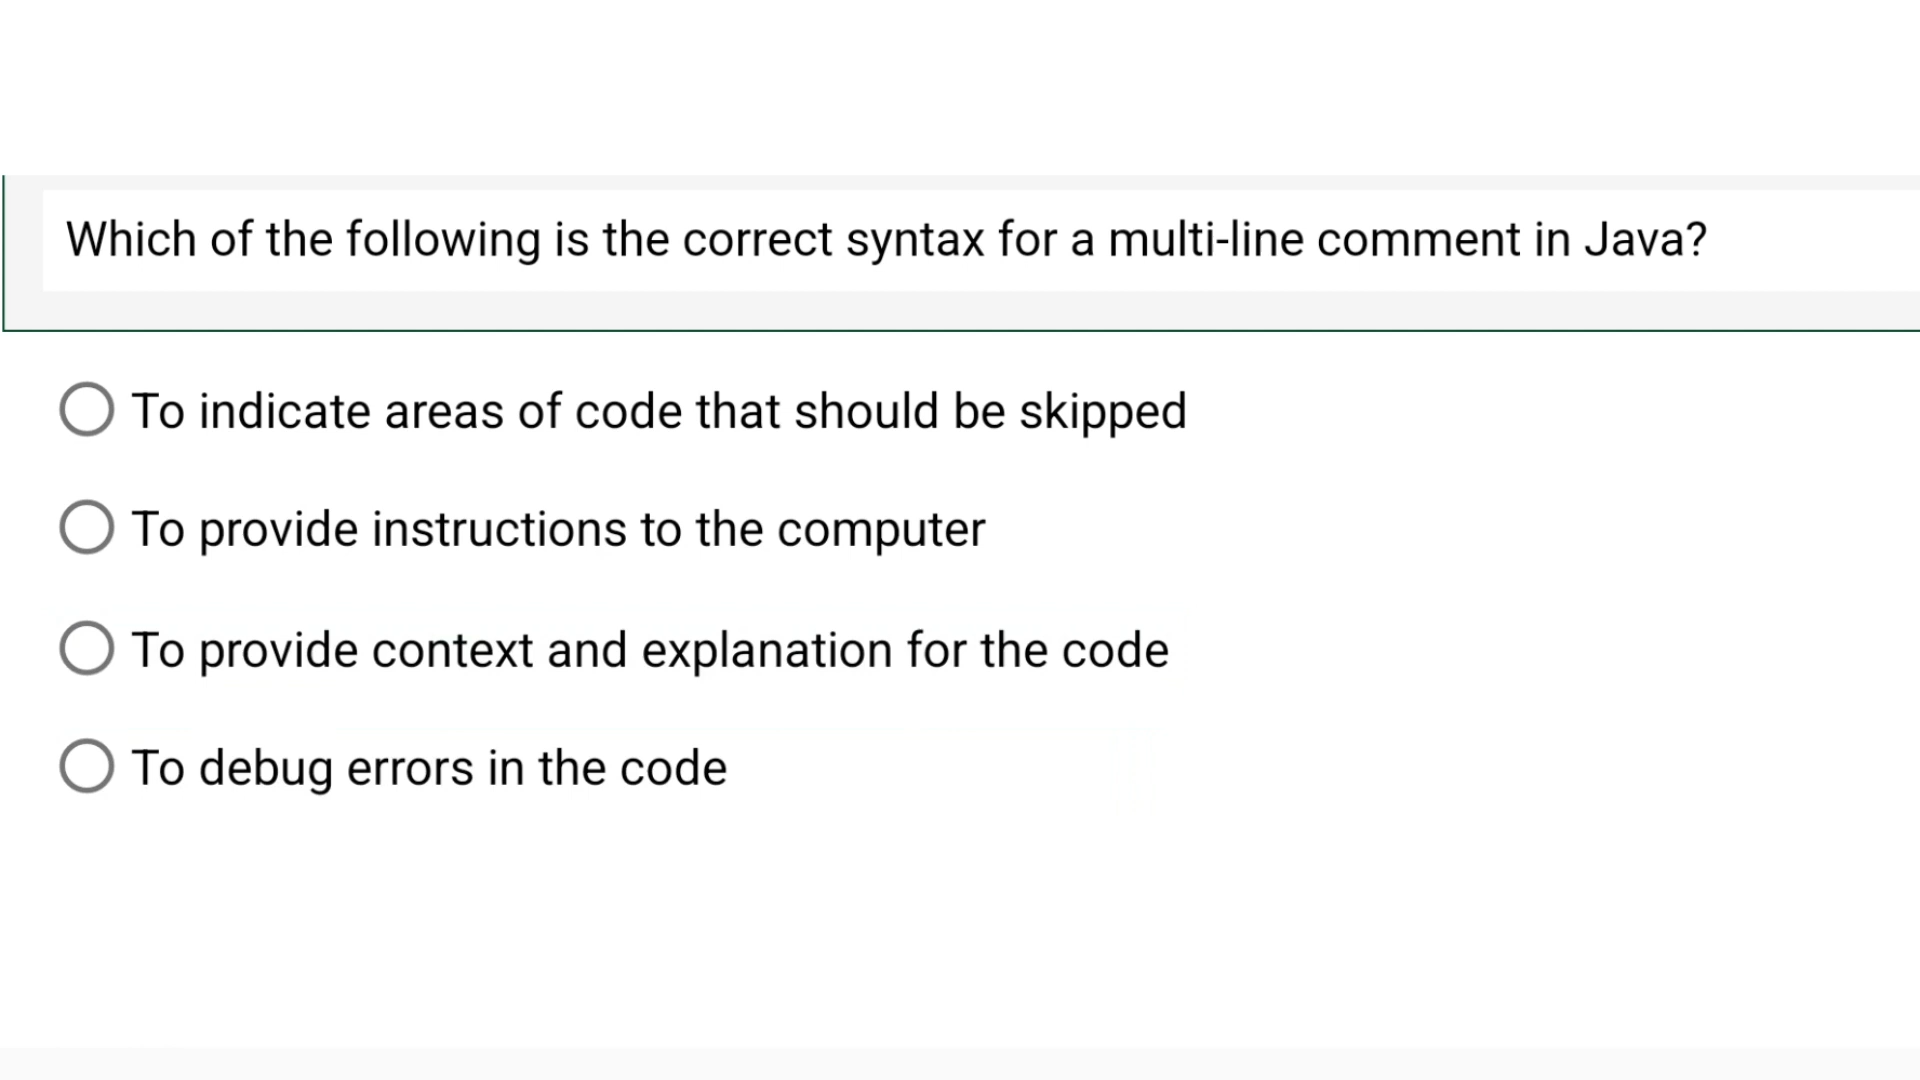 Which of the following is the correct syntax for a multi-line comment in Java?
To indicate areas of code that should be skipped
To provide instructions to the computer
To provide context and explanation for the code
To debug errors in the code